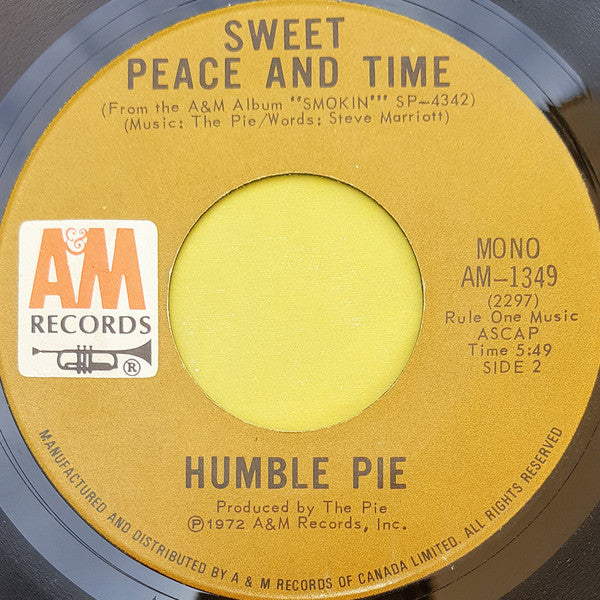 SWEET
PEACE AND TIME
(From the A&M Album "SMOKIN'" SP-4342)
(Music: The Pie/Words: Steve Marriott)
A&M
RECORDS
®
MONO
AM-1349
(2297)
Rule One Music
ASCAP
Time 5:49
SIDE 2
HUMBLE PIE
Produced by The Pie
℗1972 A&M Records, Inc.
MANUFACTURED AND DISTRIBUTED BY A & M RECORDS OF CANADA LIMITED. ALL RIGHTS RESERVED